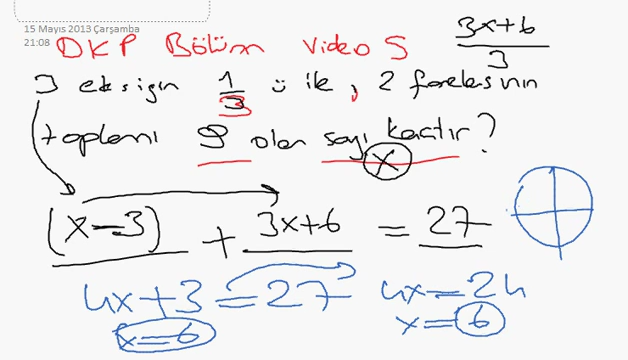 15 Mayıs 2013 Çarşamba
21:08
DKP Bölüm Video 5
3x+6
3
3 eksiğin 1/3 ü ile, 2 fazlasının
toplamı 9 olan sayı kaçtır?
x
(x-3) + 3x+6 = 27
4x+3=27 4x=24
x=6 x=6